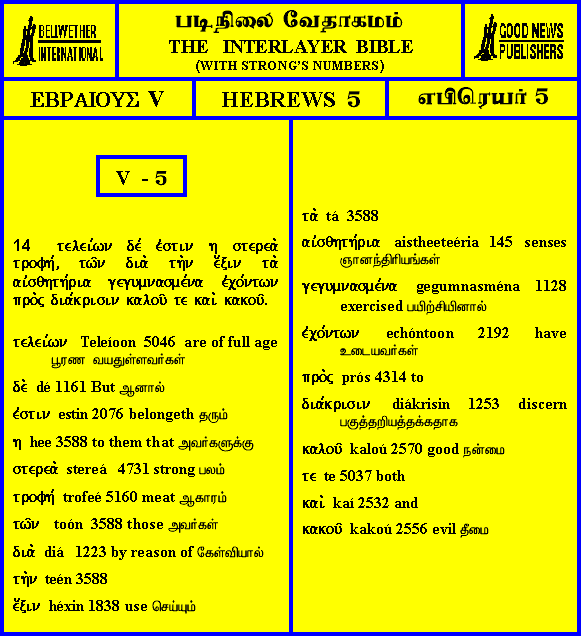 BELLWETHER
INTERNATIONAL
படிநிலை வேதாகமம்
THE INTERLAYER BIBLE
(WITH STRONG'S NUMBERS)
GOOD NEWS
PUBLISHERS
ΕΒΡΑΙΟΥΣ V
HEBREWS 5
எபிரெயர் 5
V - 5
14 τελείων δέ ἐστιν η στερεὰ
τροφή, τῶν διὰ τὴν ἕξιν τὰ
αἰσθητήρια γεγυμνασμένα ἐχόντων
πρὸς διάκρισιν καλοῦ τε καὶ κακοῦ.
τελείων Teleíoon 5046 are of full age
பூரண வயதுள்ளவர்கள்
δὲ dé 1161 But ஆனால்
ἐστιν estin 2076 belongeth தரும்
η hee 3588 to them that அவர்களுக்கு
στερεὰ stereá 4731 strong பலம்
τροφή trofeé 5160 meat ஆகாரம்
τῶν toón 3588 those அவர்கள்
διὰ diá 1223 by reason of கேள்வியால்
τὴν teén 3588
ἕξιν héxin 1838 use செய்யும்
τὰ tá 3588
αἰσθητήρια aistheeteéria 145 senses
ஞானந்திரியங்கள்
γεγυμνασμένα gegumnasména 1128
exercised பயிற்சியினால்
ἐχόντων echóntoon 2192 have
உடையவர்கள்
πρὸς prós 4314 to
διάκρισιν diákrisin 1253 discern
பகுத்தறியத்தக்கதாக
καλοῦ kaloú 2570 good நன்மை
τε te 5037 both
καὶ kaí 2532 and
κακοῦ kakoú 2556 evil தீமை